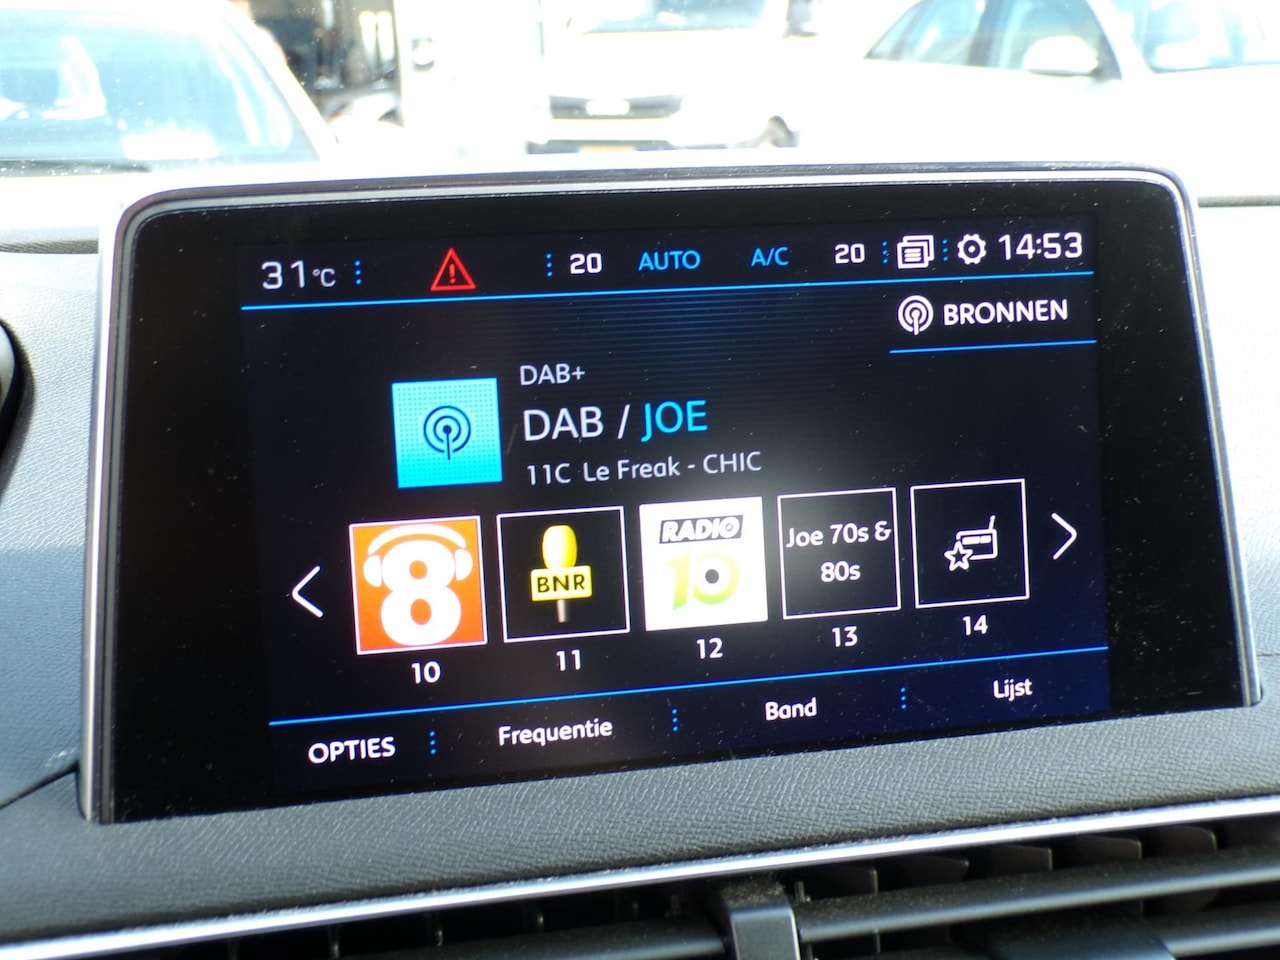 31°C 20 AUTO A/C 20 14:53
BRONNEN
DAB+
DAB / JOE
11C Le Freak - CHIC
8
BNR
RADIO
10
Joe 70s &
80s
10 11 12 13 14
OPTIES Frequentie Band Lijst